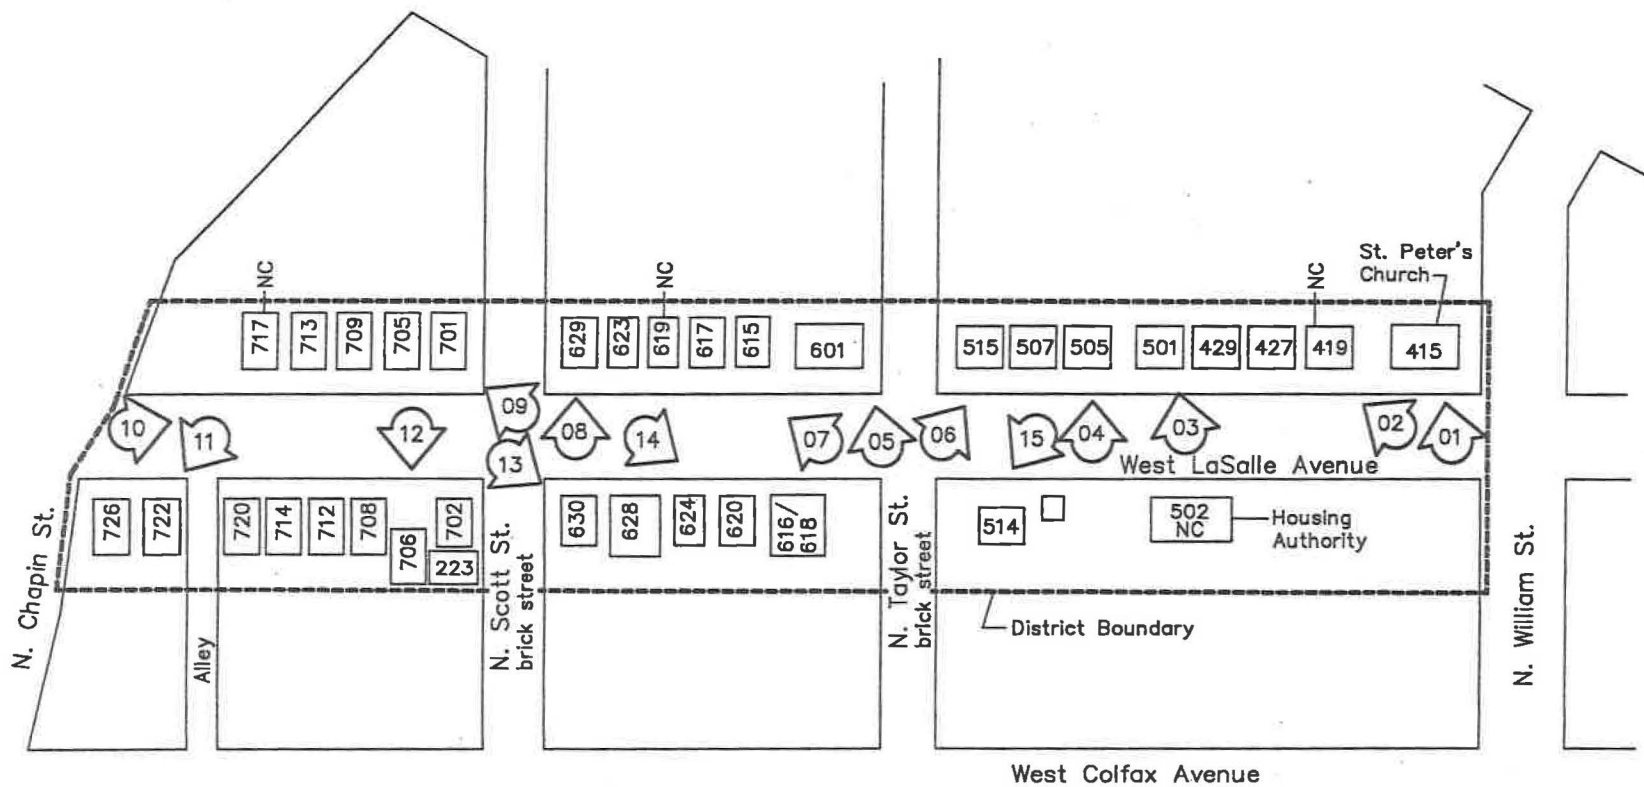 St. Peter's
Church
NC
NC
NC
717
713
709
705
701
629
623
619
617
615
601
515
507
505
501
429
427
419
415
10
11
12
09
13
08
14
07
05
06
15
04
03
02
01
West LaSalle Avenue
726
722
720
714
712
708
706
702
223
630
628
624
620
616/
618
514
502
NC
Housing
Authority
N. Chapin St.
Alley
N. Scott St.
brick street
N. Taylor St.
brick street
N. William St.
District Boundary
West Colfax Avenue